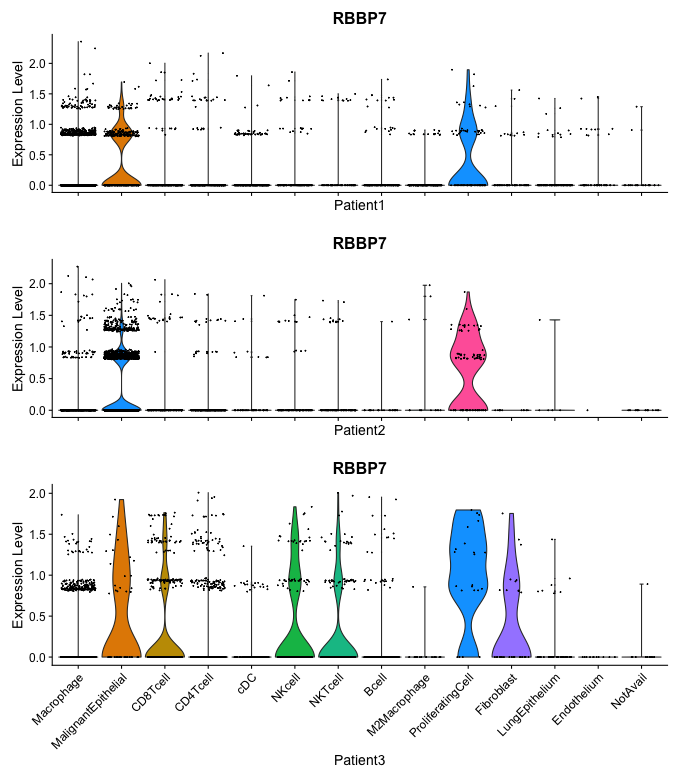 RBBP7
Expression Level
2.0
1.5
1.0
0.5
0.0
Patient1
RBBP7
Expression Level
2.0
1.5
1.0
0.5
0.0
Patient2
RBBP7
Expression Level
2.0
1.5
1.0
0.5
0.0
Macrophage
MalignantEpithelial
CD8Tcell
CD4Tcell
cDC
NKcell
NKTcell
Bcell
M2Macrophage
ProliferatingCell
Fibroblast
LungEpithelium
Endothelium
NotAvail
Patient3